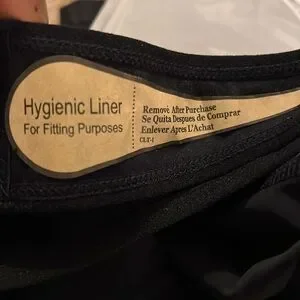 Hygienic Liner
For Fitting Purposes
Remove After Purchase
Se Quita Despues de Comprar
Enlever Apres L'Achat
CLT-1